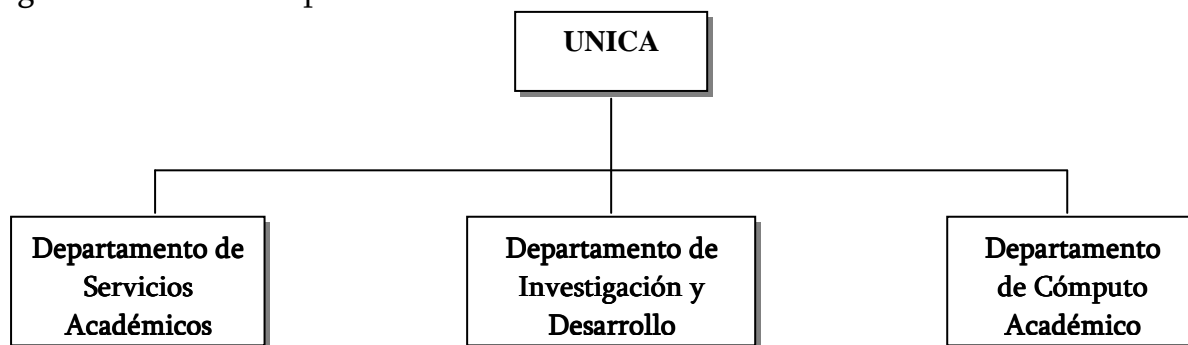 UNICA
Departamento de
Servicios
Académicos
Departamento de
Investigación y
Desarrollo
Departamento
de Cómputo
Académico